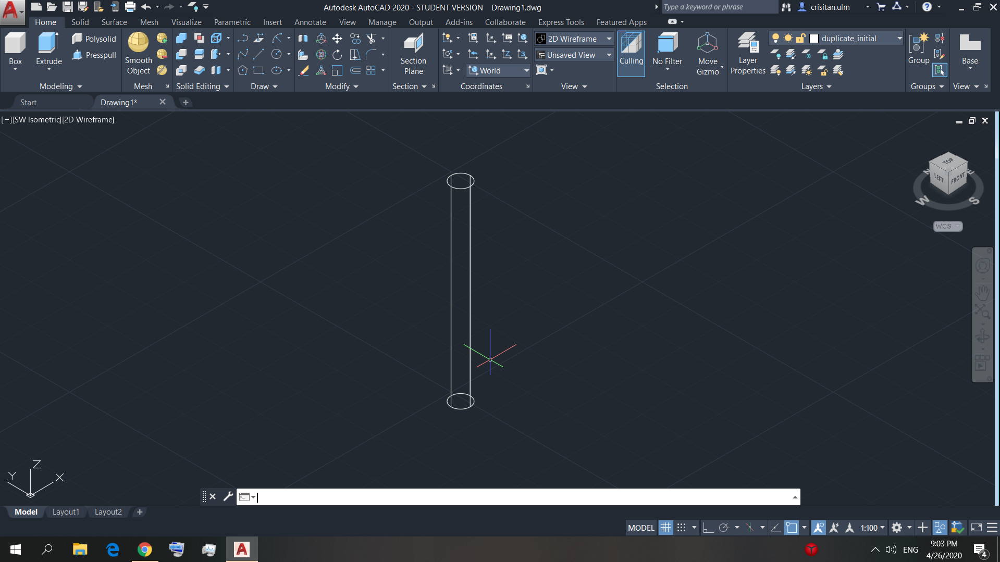 Autodesk AutoCAD 2020 - STUDENT VERSION Drawing1.dwg
Type a keyword or phrase
crisitan.ulm
Home Solid Surface Mesh Visualize Parametric Insert Annotate View Manage Output Add-ins Collaborate Express Tools Featured Apps
Box
Extrude
Polysolid
Presspull
Modeling
Smooth
Object
Mesh
Solid Editing
Draw
Modify
Section
Plane
Section
World
Coordinates
2D Wireframe
Unsaved View
View
Culling
No Filter
Move
Gizmo
Selection
Layer
Properties
duplicate_initial
Layers
Group
Groups
Base
View
Start
Drawing1*
[−][SW Isometric][2D Wireframe]
TOP
LEFT
FRONT
N
E
W
S
WCS
Z
Y
X
Model Layout1 Layout2
MODEL
1:100
ENG
9:03 PM
4/26/2020
4